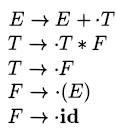 E → E + ·T
T → ·T * F
T → ·F
F → ·(E)
F → ·id